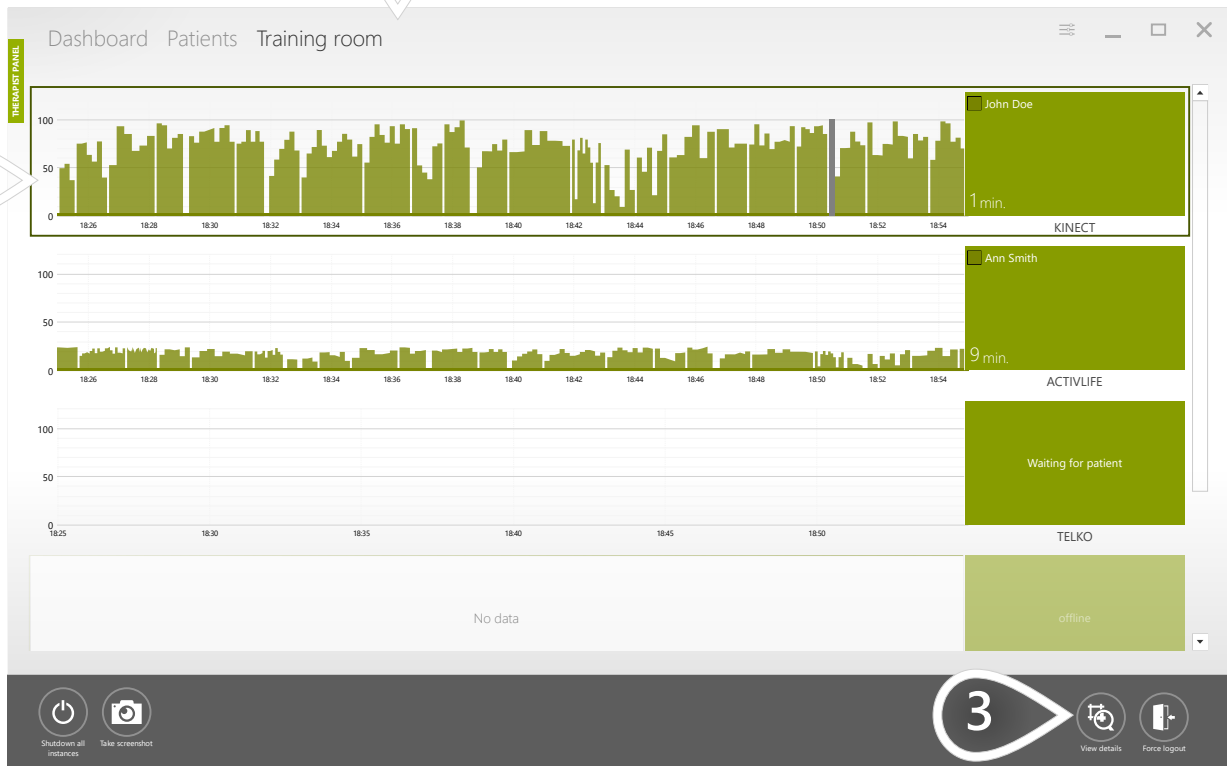 Dashboard Patients Training room
THERAPIST PANEL
100
50
0
18:26 18:28 18:30 18:32 18:34 18:36 18:38 18:40 18:42 18:44 18:46 18:48 18:50 18:52 18:54
John Doe
1 min.
KINECT
100
50
0
18:26 18:28 18:30 18:32 18:34 18:36 18:38 18:40 18:42 18:44 18:46 18:48 18:50 18:52 18:54
Ann Smith
9 min.
ACTIVLIFE
100
50
0
18:25 18:30 18:35 18:40 18:45 18:50
Waiting for patient
TELKO
No data
offline
Shutdown all
instances
Take screenshot
3
View details
Force logout